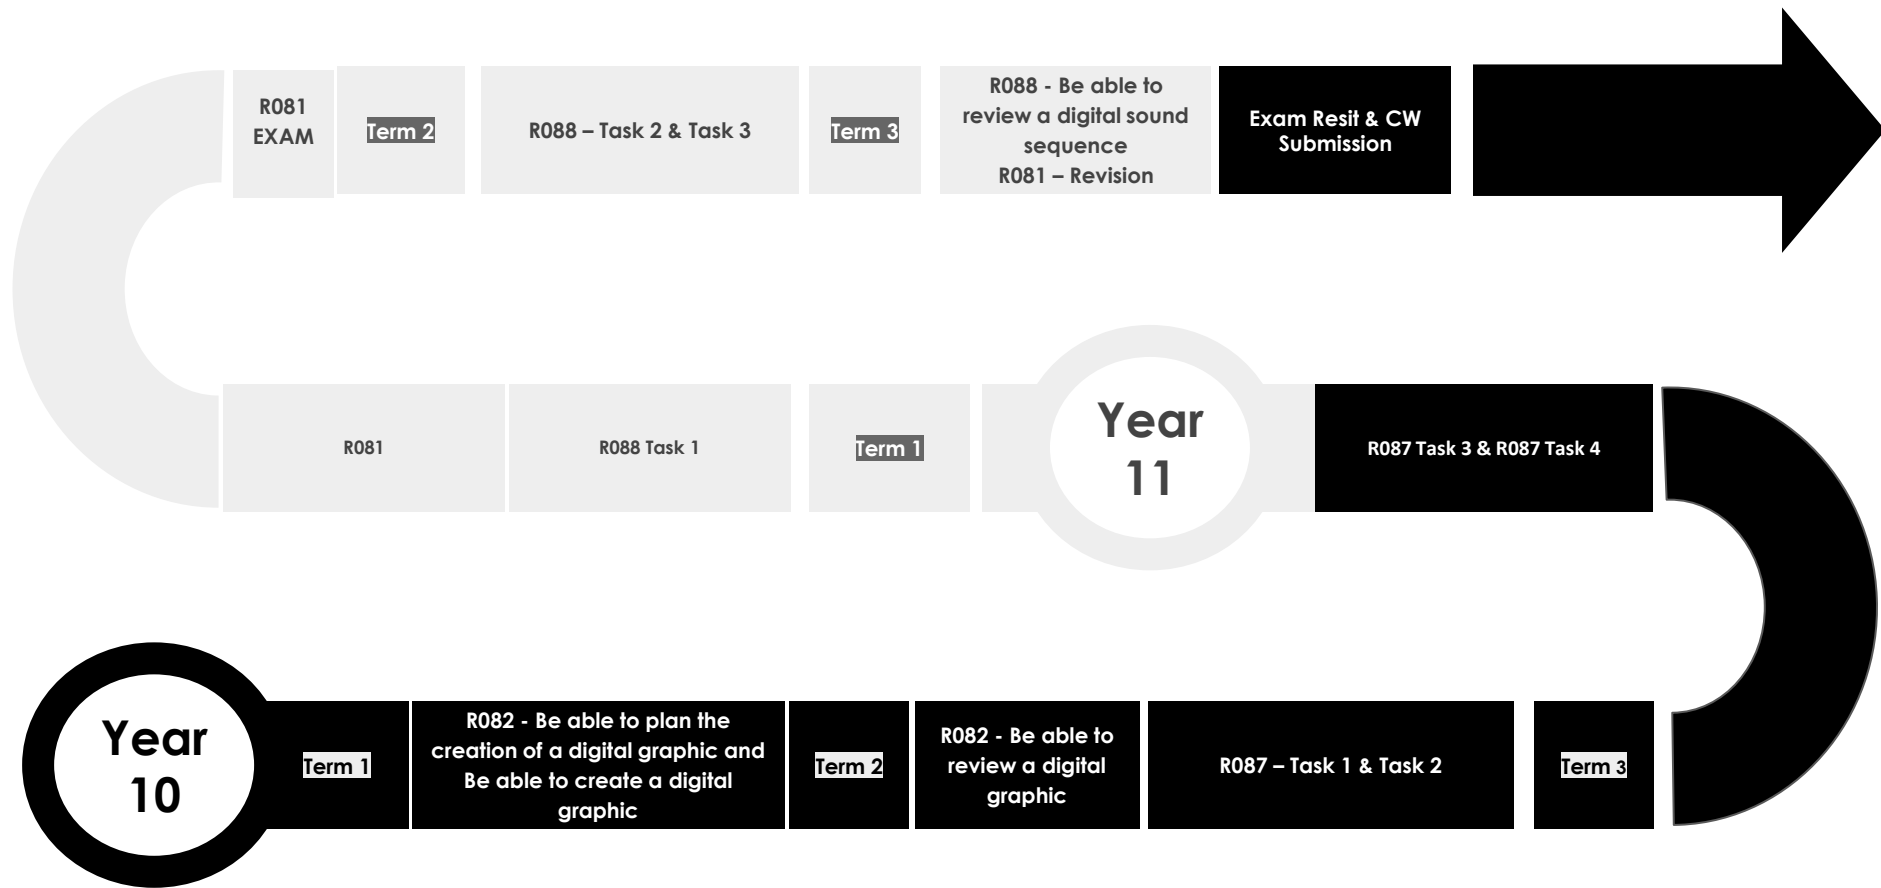 R081
EXAM
Term 2
R088 – Task 2 & Task 3
Term 3
R088 - Be able to
review a digital sound
sequence
R081 – Revision
Exam Resit & CW
Submission
R081
R088 Task 1
Term 1
Year
11
R087 Task 3 & R087 Task 4
Year
10
Term 1
R082 - Be able to plan the
creation of a digital graphic and
Be able to create a digital
graphic
Term 2
R082 - Be able to
review a digital
graphic
R087 – Task 1 & Task 2
Term 3